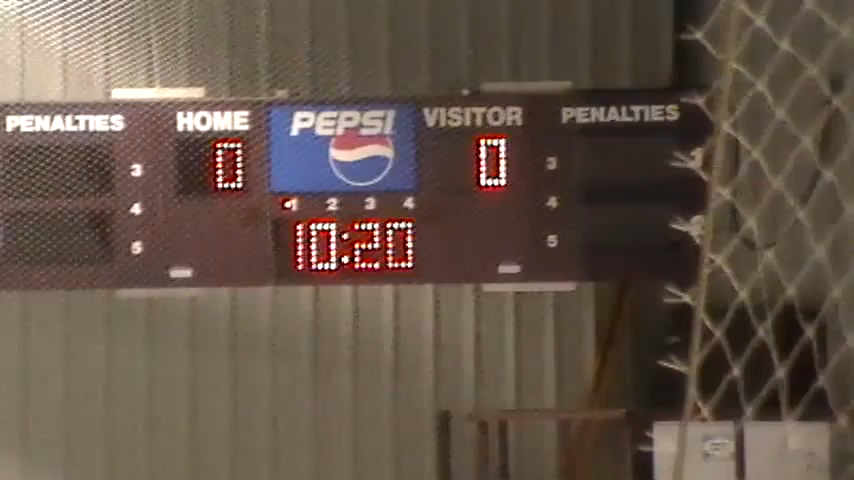 PENALTIES HOME PEPSI VISITOR PENALTIES
3 0 0 3
4 1 2 3 4 4
5 10:20 5